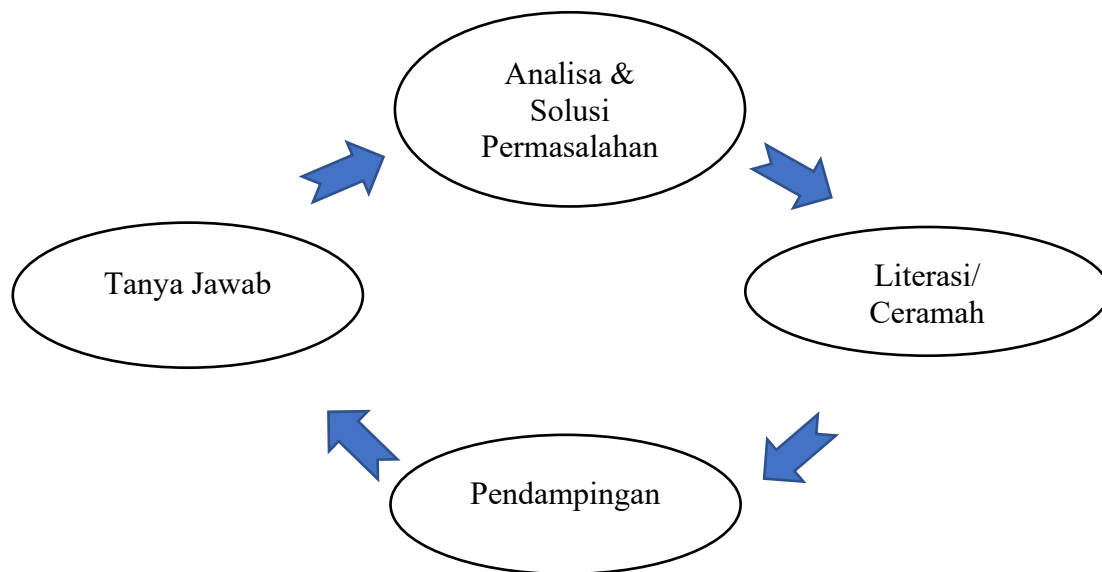 Analisa &
Solusi
Permasalahan
Tanya Jawab
Literasi/
Ceramah
Pendampingan